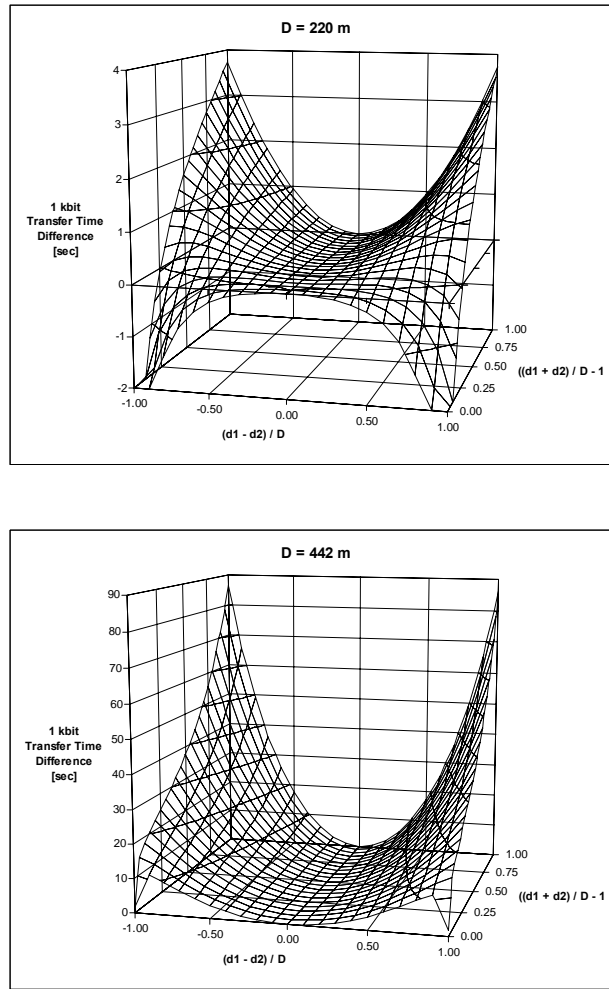 D = 220 m
4
3
2
1
0
-1
-2
1 kbit
Transfer Time
Difference
[sec]
-1.00
-0.50
0.00
0.50
1.00
(d1 - d2) / D
1.00
0.75
0.50
0.25
0.00
((d1 + d2) / D - 1
D = 442 m
90
80
70
60
50
40
30
20
10
0
1 kbit
Transfer Time
Difference
[sec]
-1.00
-0.50
0.00
0.50
1.00
(d1 - d2) / D
1.00
0.75
0.50
0.25
0.00
((d1 + d2) / D - 1